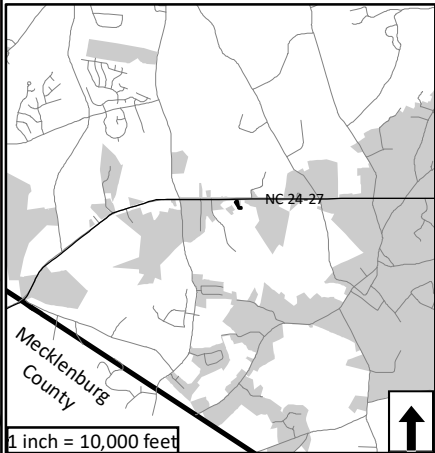 NC 24-27
Mecklenburg
County
1 inch = 10,000 feet